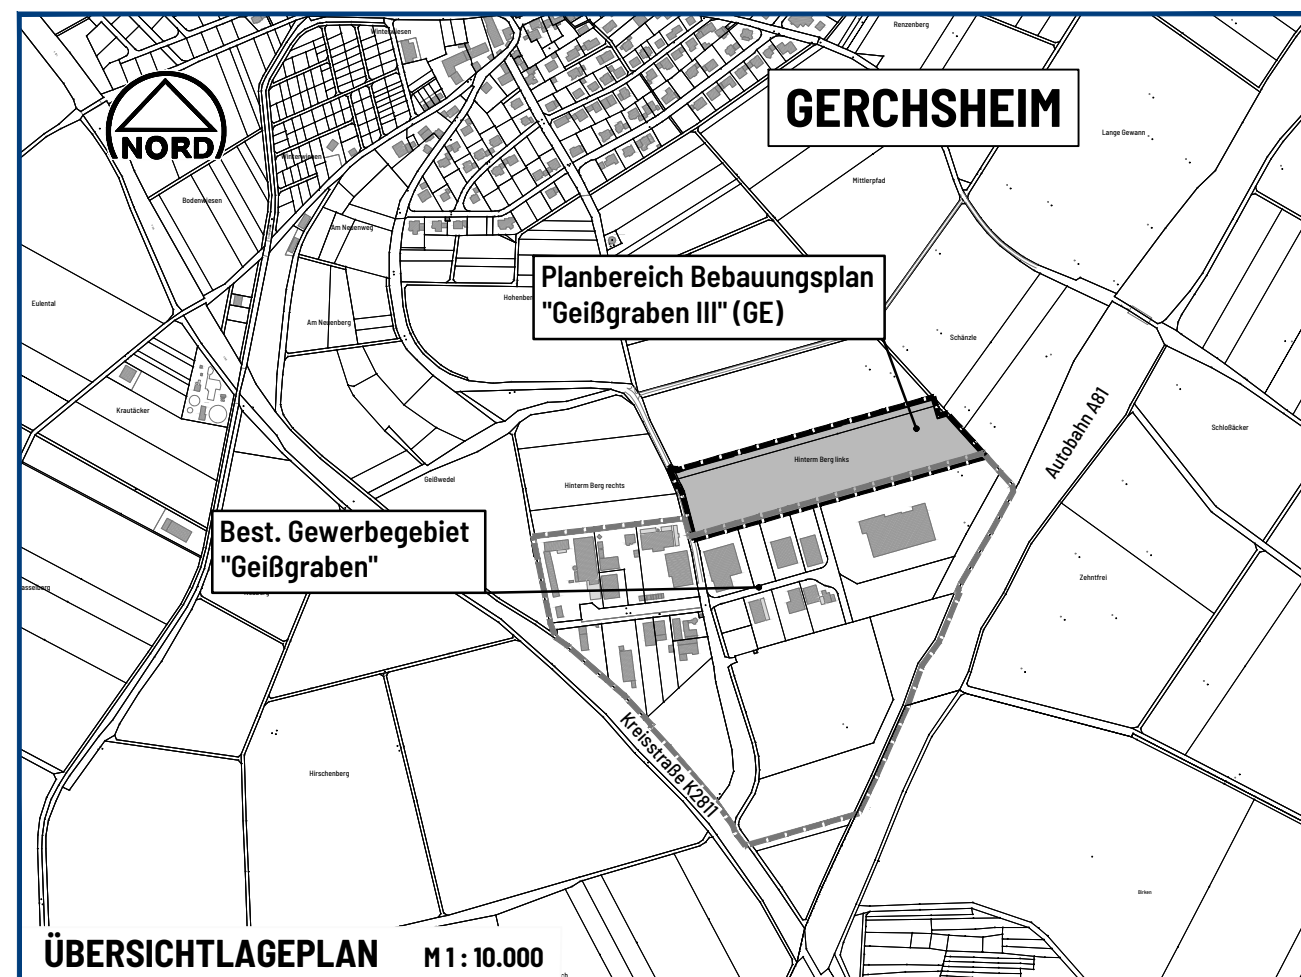 Renzenberg
Winterwiesen
GERCHSHEIM
Lange Gewann
NORD
Winterwiesen
Mittlerpfad
Bodenwiesen
Am Neuenweg
Planbereich Bebauungsplan
"Geißgraben III" (GE)
Eulental
Am Neuenberg
Schänzle
Krautäcker
Autobahn A81
Schloßäcker
Hinterm Berg links
Geißwedel
Hinterm Berg rechts
Best. Gewerbegebiet
"Geißgraben"
Zehntfrei
Kreisstraße K2811
Hirschenberg
Birken
ÜBERSICHTLAGEPLAN M 1 : 10.000